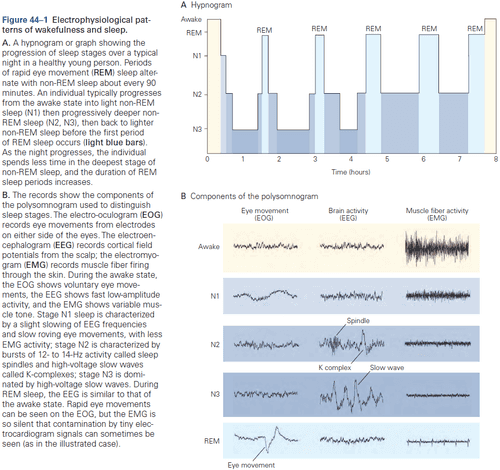 Figure 44–1 Electrophysiological pat-
terns of wakefulness and sleep.
A. A hypnogram or graph showing the
progression of sleep stages over a typical
night in a healthy young person. Periods
of rapid eye movement (REM) sleep alter-
nate with non-REM sleep about every 90
minutes. An individual typically progresses
from the awake state into light non-REM
sleep (N1) then progressively deeper non-
REM sleep (N2, N3), then back to lighter
non-REM sleep before the first period
of REM sleep occurs (light blue bars).
As the night progresses, the individual
spends less time in the deepest stage of
non-REM sleep, and the duration of REM
sleep periods increases.
B. The records show the components of
the polysomnogram used to distinguish
sleep stages. The electro-oculogram (EOG)
records eye movements from electrodes
on either side of the eyes. The electroen-
cephalogram (EEG) records cortical field
potentials from the scalp; the electromyo-
gram (EMG) records muscle fiber firing
through the skin. During the awake state,
the EOG shows voluntary eye move-
ments, the EEG shows fast low-amplitude
activity, and the EMG shows variable mus-
cle tone. Stage N1 sleep is characterized
by a slight slowing of EEG frequencies
and slow roving eye movements, with less
EMG activity; stage N2 is characterized by
bursts of 12- to 14-Hz activity called sleep
spindles and high-voltage slow waves
called K-complexes; stage N3 is domi-
nated by high-voltage slow waves. During
REM sleep, the EEG is similar to that of
the awake state. Rapid eye movements
can be seen on the EOG, but the EMG is
so silent that contamination by tiny elec-
trocardiogram signals can sometimes be
seen (as in the illustrated case).
A Hypnogram
Awake
REM
REM REM REM REM REM
N1
N2
N3
0 1 2 3 4 5 6 7 8
Time (hours)
B Components of the polysomnogram
Eye movement Brain activity Muscle fiber activity
(EOG) (EEG) (EMG)
Awake
N1
Spindle
N2
K complex Slow wave
N3
REM
Eye movement